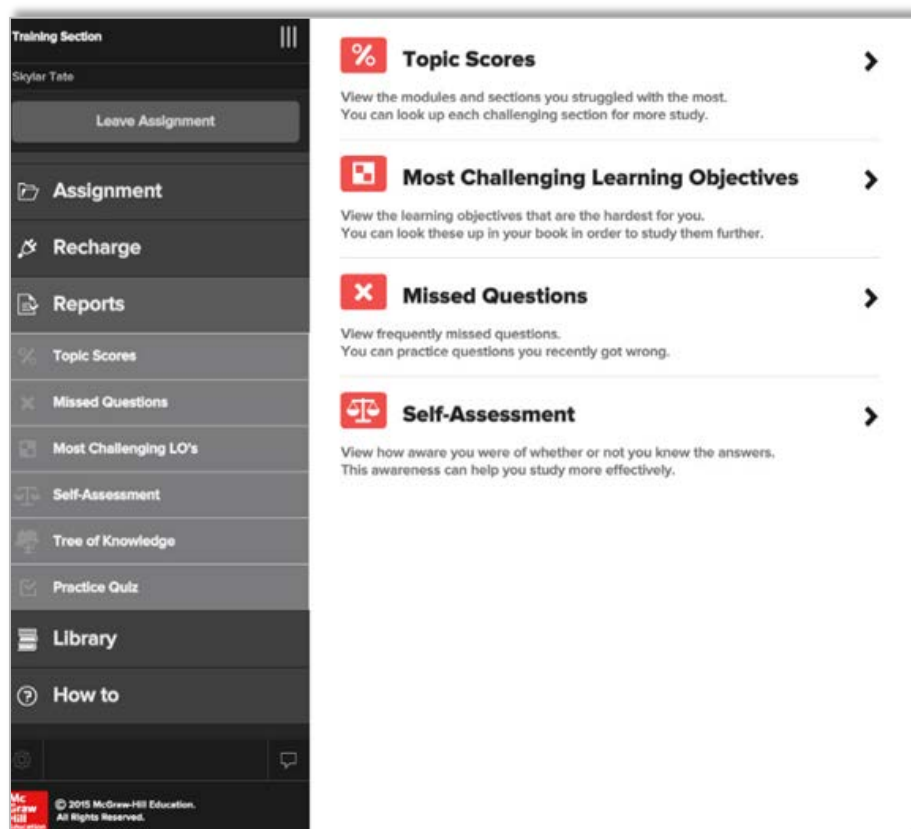 Training Section
Skylar Tate
Leave Assignment
Assignment
Recharge
Reports
Topic Scores
Missed Questions
Most Challenging LO's
Self-Assessment
Tree of Knowledge
Practice Quiz
Library
How to
Mc
Graw
Hill
Education
© 2015 McGraw-Hill Education.
All Rights Reserved.
%
Topic Scores
View the modules and sections you struggled with the most.
You can look up each challenging section for more study.
Most Challenging Learning Objectives
View the learning objectives that are the hardest for you.
You can look these up in your book in order to study them further.
Missed Questions
View frequently missed questions.
You can practice questions you recently got wrong.
Self-Assessment
View how aware you were of whether or not you knew the answers.
This awareness can help you study more effectively.